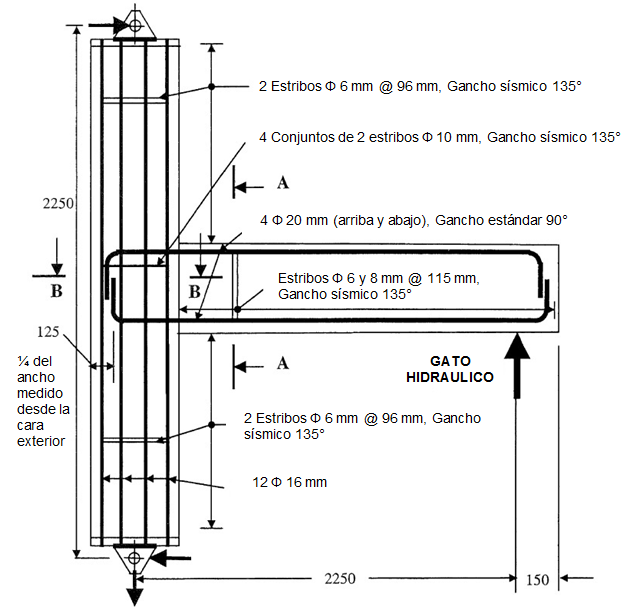 2 Estribos Φ 6 mm @ 96 mm, Gancho sísmico 135°
4 Conjuntos de 2 estribos Φ 10 mm, Gancho sísmico 135°
A
2250
4 Φ 20 mm (arriba y abajo), Gancho estándar 90°
B
B
Estribos Φ 6 y 8 mm @ 115 mm,
Gancho sísmico 135°
125
¼ del
ancho
medido
desde la
cara
exterior
A
GATO
HIDRAULICO
2 Estribos Φ 6 mm @ 96 mm, Gancho
sísmico 135°
12 Φ 16 mm
2250
150